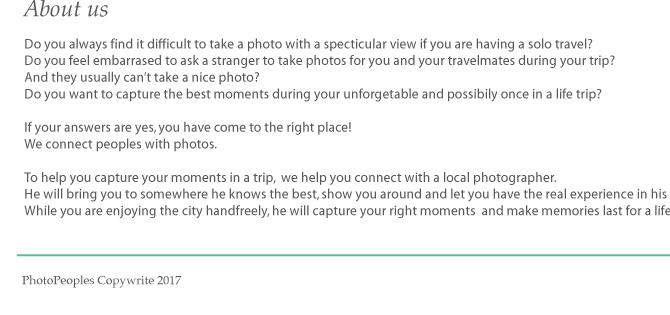 About us
Do you always find it difficult to take a photo with a specticular view if you are having a solo travel?
Do you feel embarrased to ask a stranger to take photos for you and your travelmates during your trip?
And they usually can't take a nice photo?
Do you want to capture the best moments during your unforgetable and possibily once in a life trip?
If your answers are yes, you have come to the right place!
We connect peoples with photos.
To help you capture your moments in a trip, we help you connect with a local photographer.
He will bring you to somewhere he knows the best, show you around and let you have the real experience in his
While you are enjoying the city handfreely, he will capture your right moments and make memories last for a life
PhotoPeoples Copywrite 2017